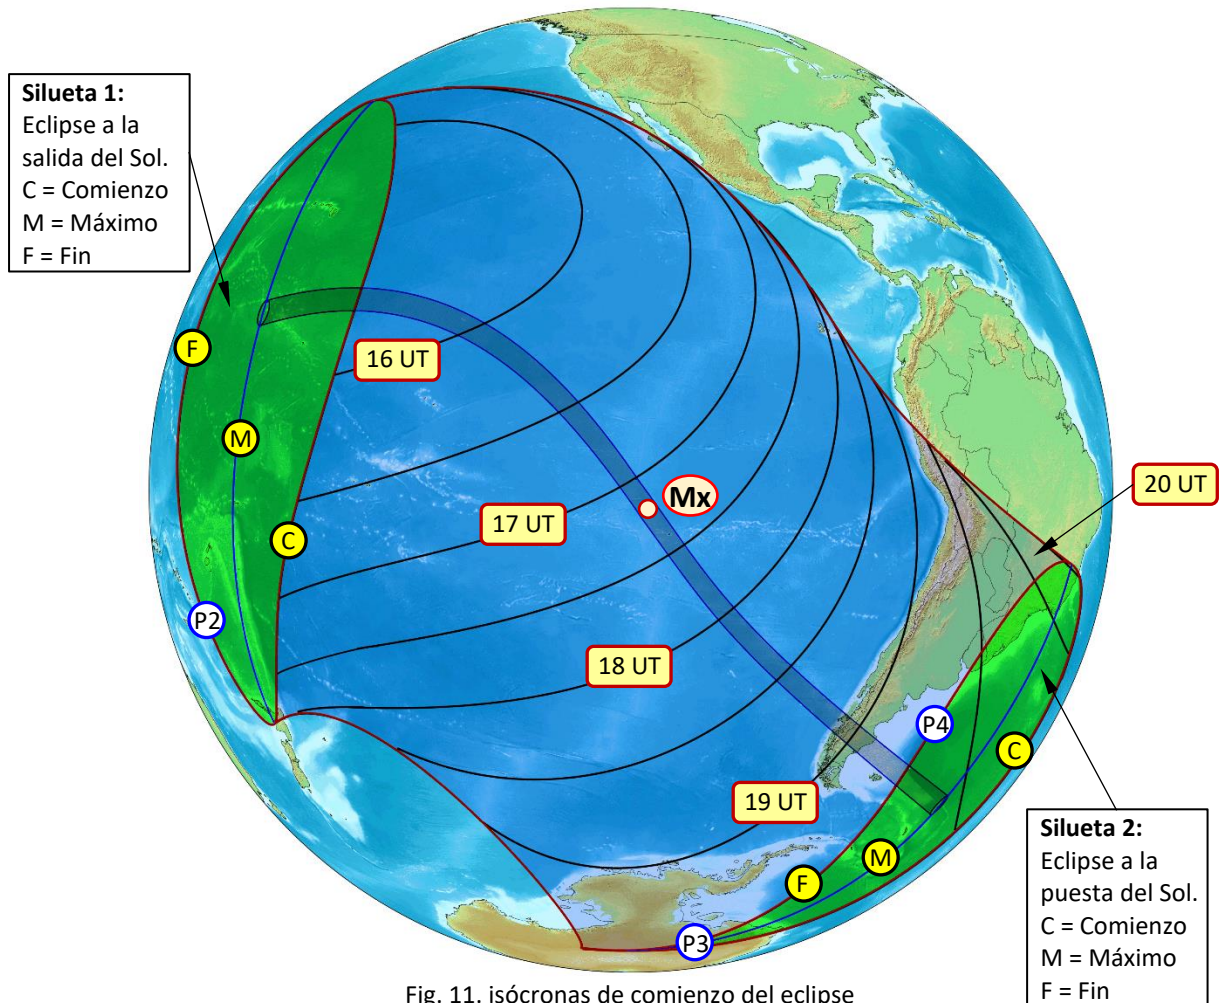 Silueta 1:
Eclipse a la
salida del Sol.
C = Comienzo
M = Máximo
F = Fin
F
16 UT
M
Mx
20 UT
17 UT
C
P2
18 UT
P4
C
19 UT
Silueta 2:
Eclipse a la
puesta del Sol.
C = Comienzo
M = Máximo
F = Fin
M
F
P3
Fig. 11. isócronas de comienzo del eclipse